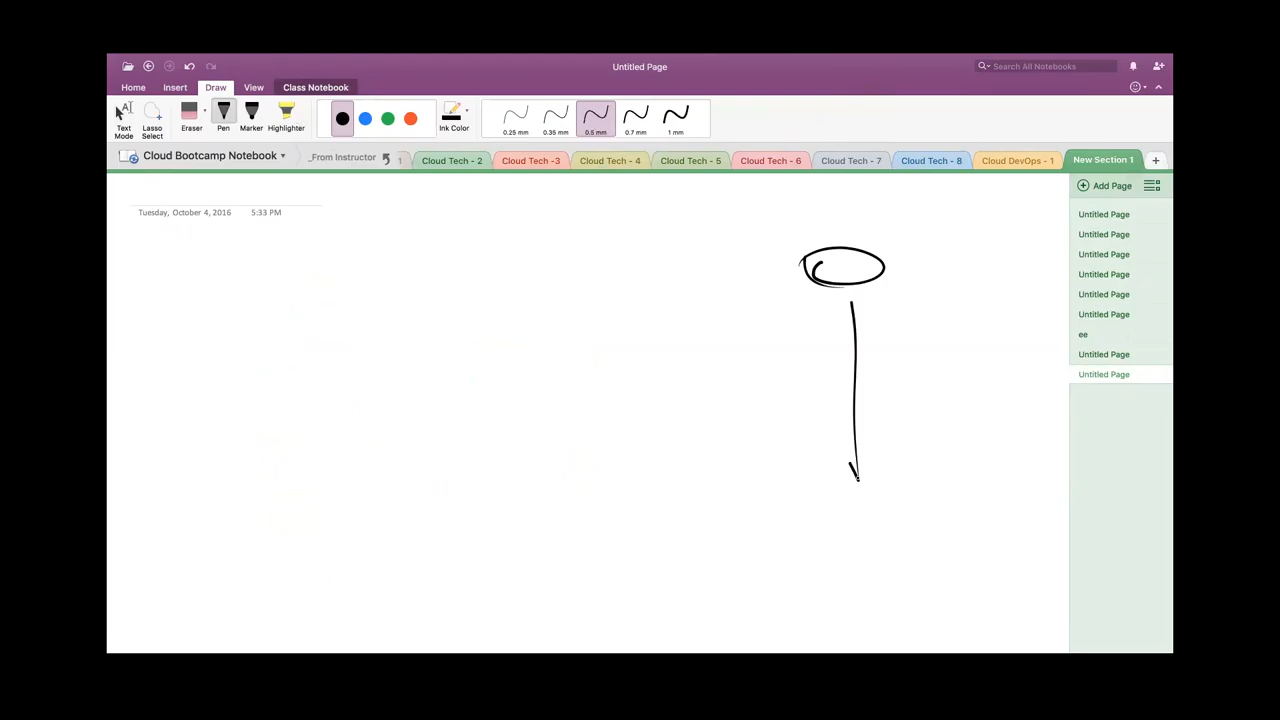 Untitled Page
Search All Notebooks
Home Insert Draw View Class Notebook
Text Mode
Lasso Select
Eraser
Pen
Marker
Highlighter
Ink Color
0.25 mm
0.35 mm
0.5 mm
0.7 mm
1 mm
Cloud Bootcamp Notebook
_From Instructor
1
Cloud Tech - 2
Cloud Tech -3
Cloud Tech - 4
Cloud Tech - 5
Cloud Tech - 6
Cloud Tech - 7
Cloud Tech - 8
Cloud DevOps - 1
New Section 1
Add Page
Tuesday, October 4, 2016 5:33 PM
Untitled Page
Untitled Page
Untitled Page
Untitled Page
Untitled Page
Untitled Page
ee
Untitled Page
Untitled Page